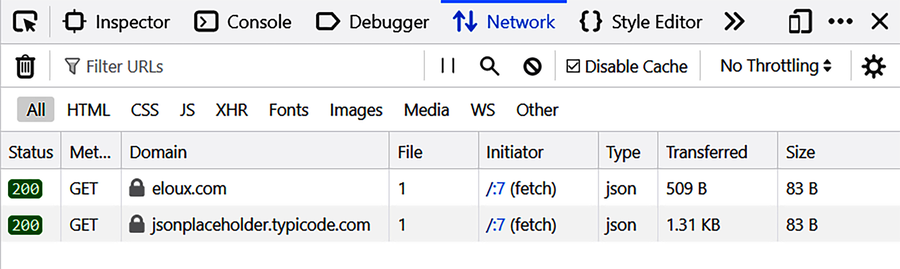 Inspector Console Debugger Network Style Editor
Filter URLs Disable Cache No Throttling
All HTML CSS JS XHR Fonts Images Media WS Other
Status Met... Domain File Initiator Type Transferred Size
200 GET eloux.com 1 /:7 (fetch) json 509 B 83 B
200 GET jsonplaceholder.typicode.com 1 /:7 (fetch) json 1.31 KB 83 B